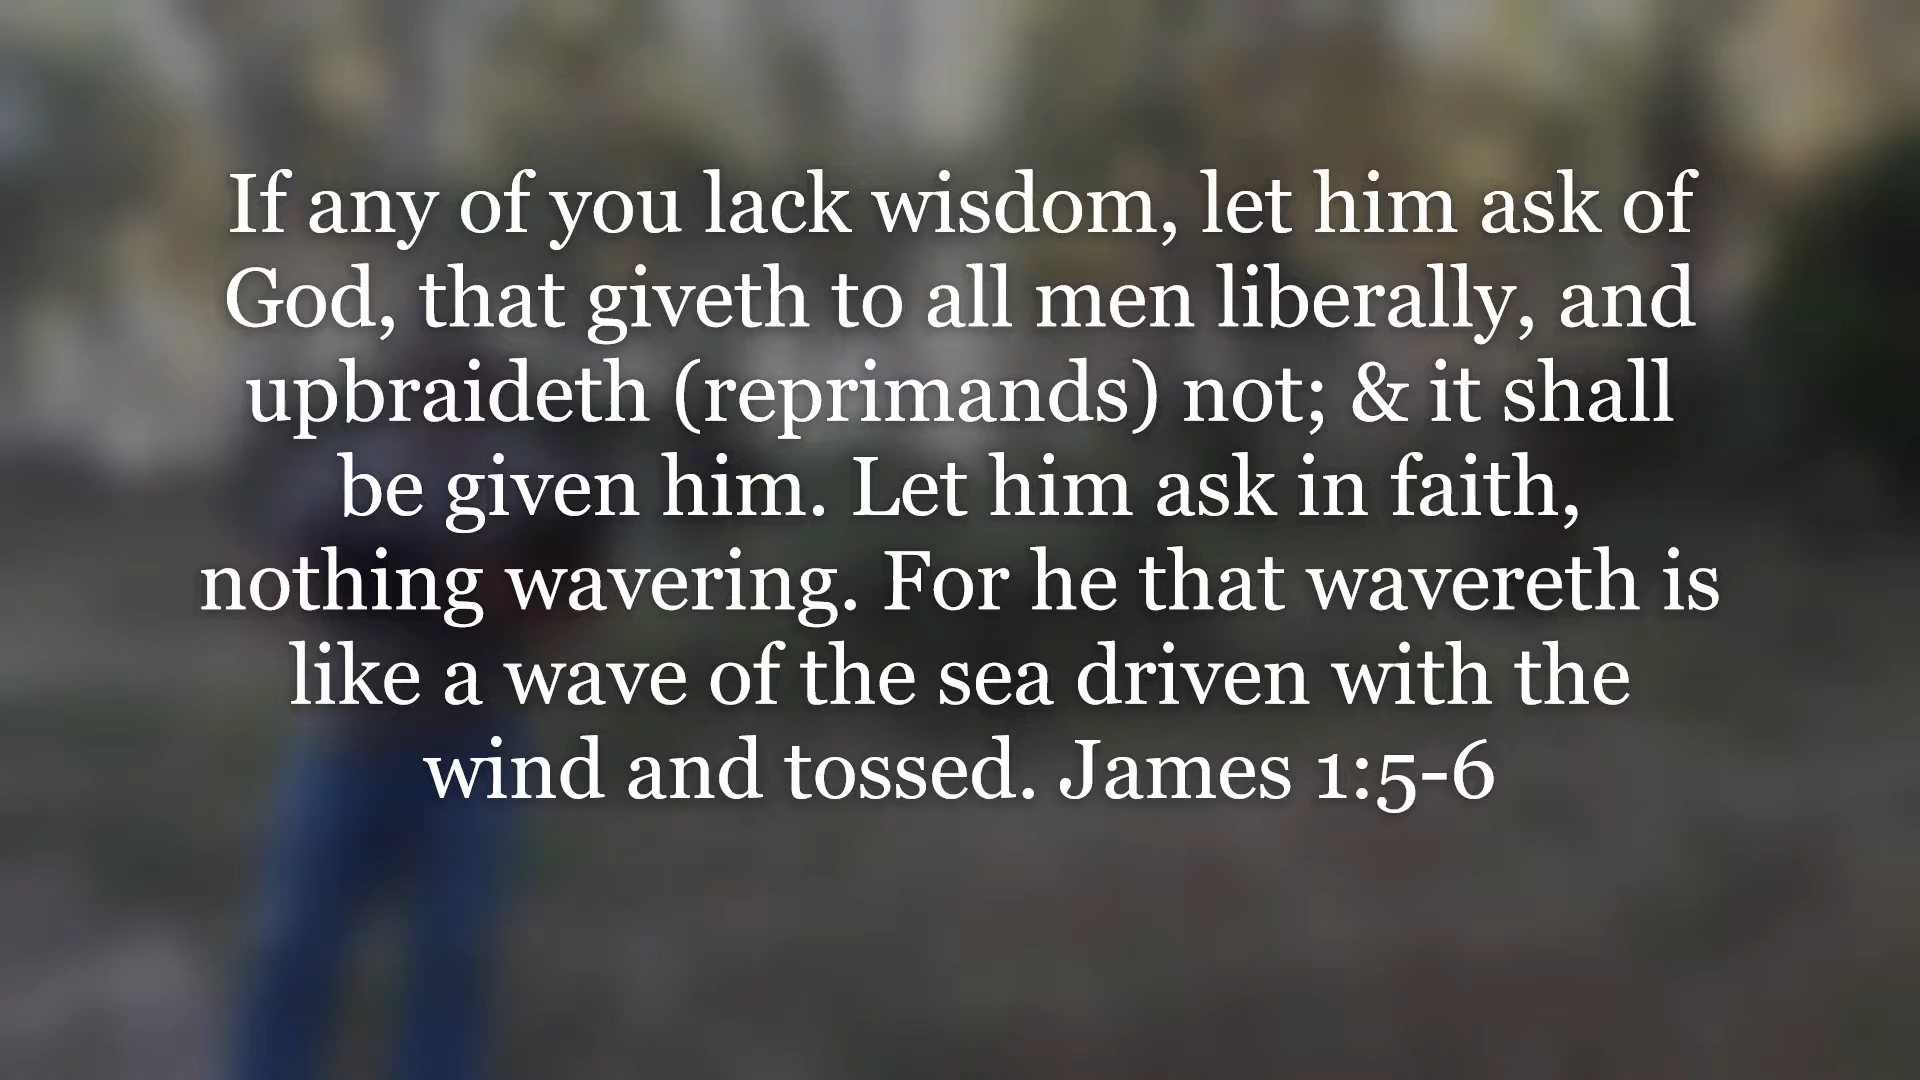 If any of you lack wisdom, let him ask of
God, that giveth to all men liberally, and
upbraideth (reprimands) not; & it shall
be given him. Let him ask in faith,
nothing wavering. For he that wavereth is
like a wave of the sea driven with the
wind and tossed. James 1:5-6